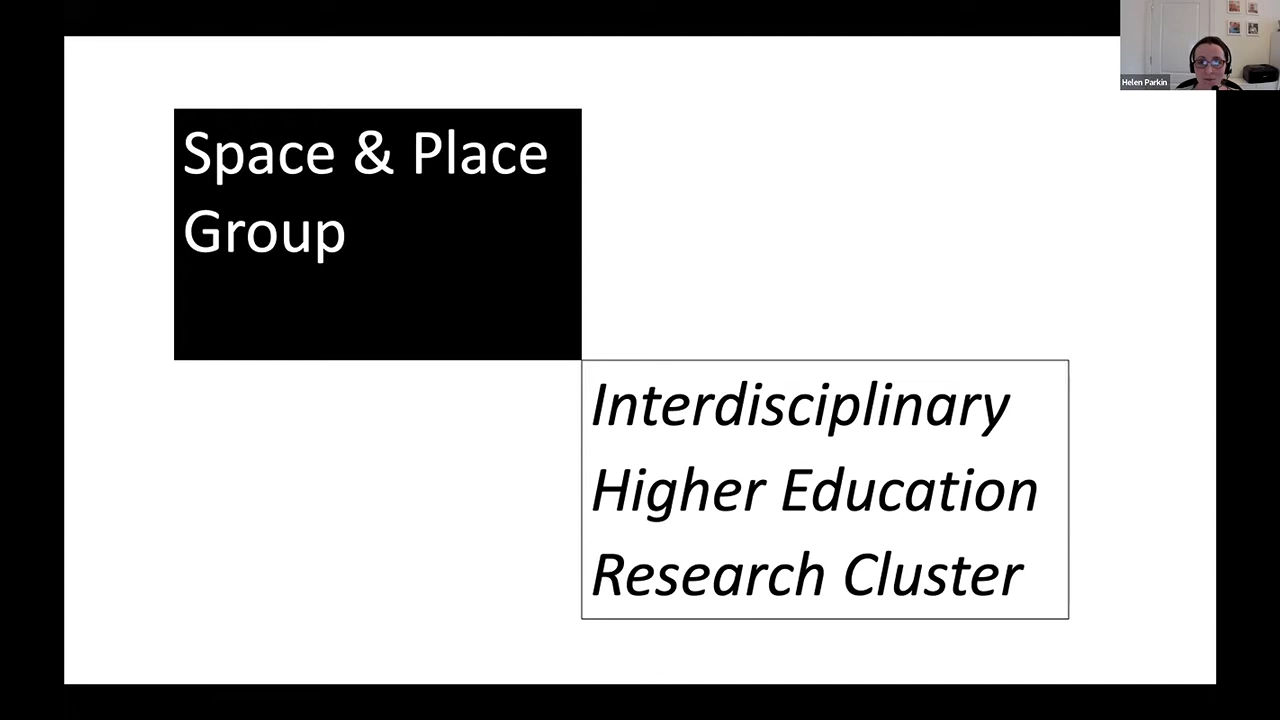 Helen Parkin
Space & Place
Group
Interdisciplinary
Higher Education
Research Cluster